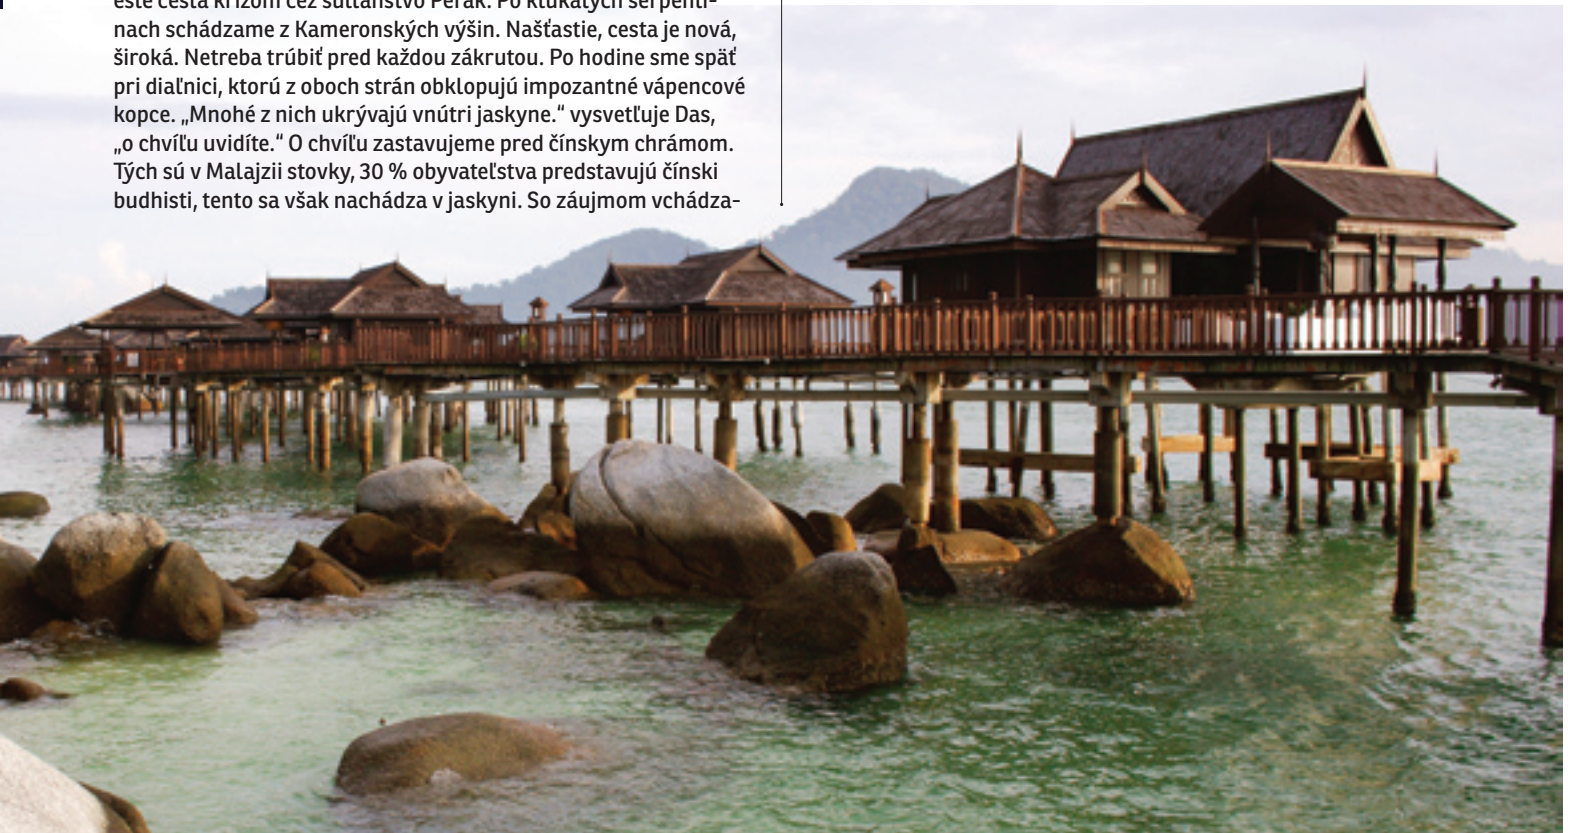 ešte cesta krížom cez sultanstvo Perak. Po kľukatých serpentí-
nach schádzame z Kameronských výšin. Našťastie, cesta je nová,
široká. Netreba trúbiť pred každou zákrutou. Po hodine sme späť
pri diaľnici, ktorú z oboch strán obklopujú impozantné vápencové
kopce. „Mnohé z nich ukrývajú vnútri jaskyne.“ vysvetľuje Das,
„o chvíľu uvidíte.“ O chvíľu zastavujeme pred čínskym chrámom.
Tých sú v Malajzii stovky, 30 % obyvateľstva predstavujú čínski
budhisti, tento sa však nachádza v jaskyni. So záujmom vchádza-